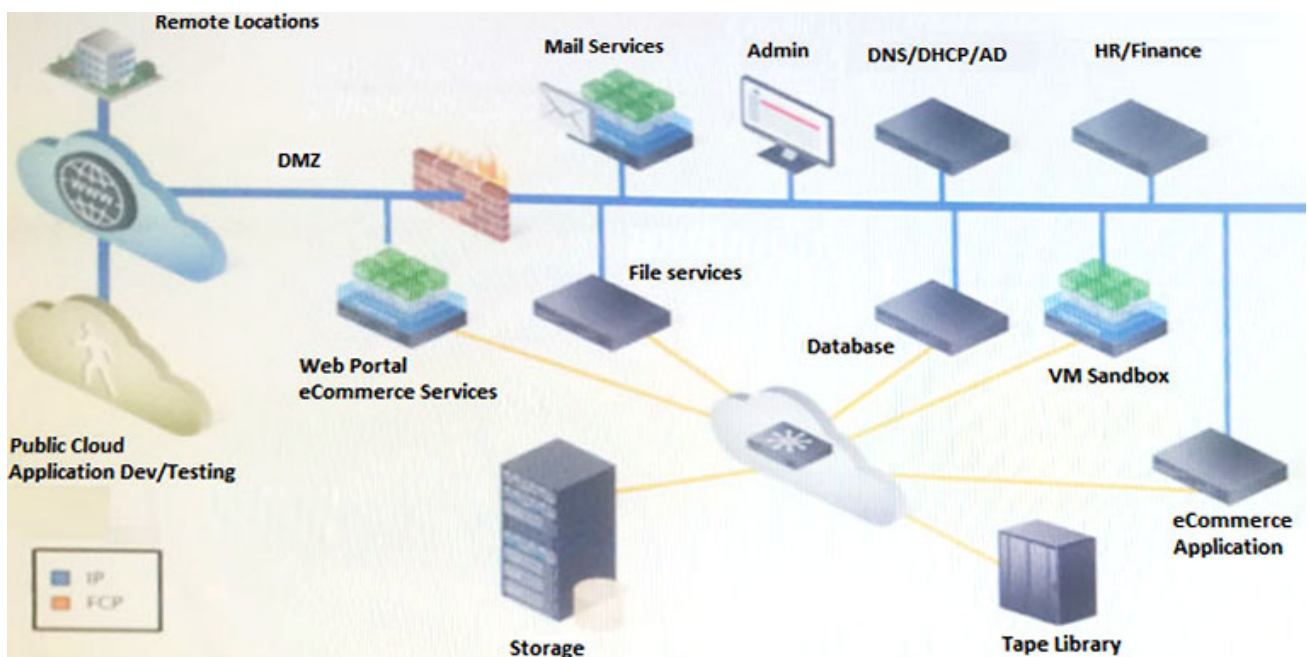 Remote Locations
Mail Services
Admin
DNS/DHCP/AD
HR/Finance
DMZ
WWW
File services
Database
VM Sandbox
Web Portal
eCommerce Services
Public Cloud
Application Dev/Testing
eCommerce
Application
IP
FCP
Storage
Tape Library